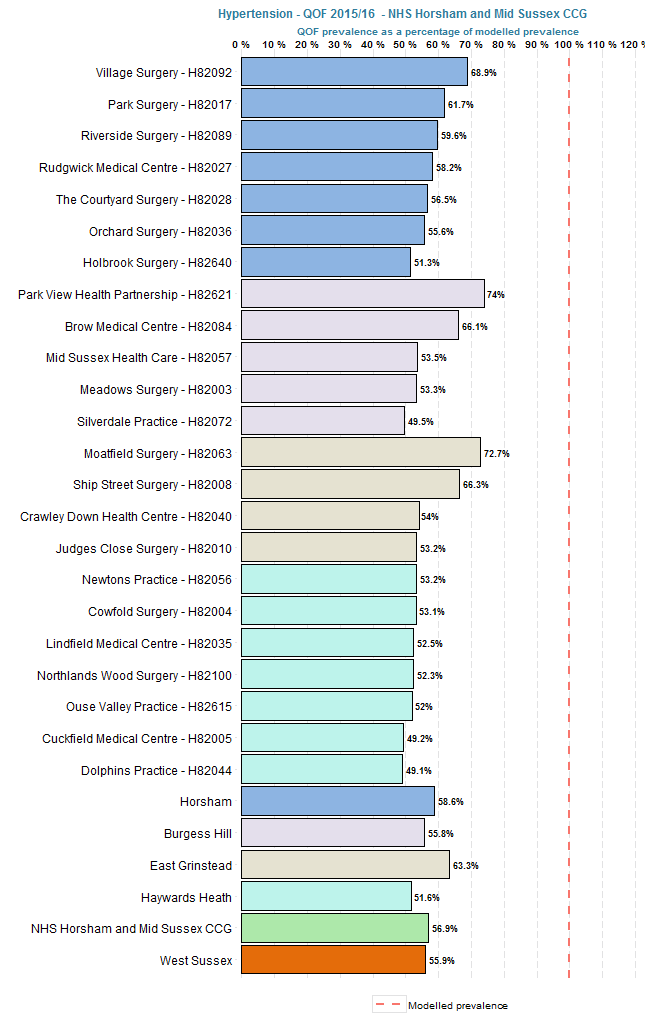 Hypertension - QOF 2015/16 - NHS Horsham and Mid Sussex CCG
QOF prevalence as a percentage of modelled prevalence
0 % 10 % 20 % 30 % 40 % 50 % 60 % 70 % 80 % 90 % 100 % 110 % 120 %
Village Surgery - H82092 68.9%
Park Surgery - H82017 61.7%
Riverside Surgery - H82089 59.6%
Rudgwick Medical Centre - H82027 58.2%
The Courtyard Surgery - H82028 56.5%
Orchard Surgery - H82036 55.6%
Holbrook Surgery - H82640 51.3%
Park View Health Partnership - H82621 74%
Brow Medical Centre - H82084 66.1%
Mid Sussex Health Care - H82057 53.5%
Meadows Surgery - H82003 53.3%
Silverdale Practice - H82072 49.5%
Moatfield Surgery - H82063 72.7%
Ship Street Surgery - H82008 66.3%
Crawley Down Health Centre - H82040 54%
Judges Close Surgery - H82010 53.2%
Newtons Practice - H82056 53.2%
Cowfold Surgery - H82004 53.1%
Lindfield Medical Centre - H82035 52.5%
Northlands Wood Surgery - H82100 52.3%
Ouse Valley Practice - H82615 52%
Cuckfield Medical Centre - H82005 49.2%
Dolphins Practice - H82044 49.1%
Horsham 58.6%
Burgess Hill 55.8%
East Grinstead 63.3%
Haywards Heath 51.6%
NHS Horsham and Mid Sussex CCG 56.9%
West Sussex 55.9%
Modelled prevalence